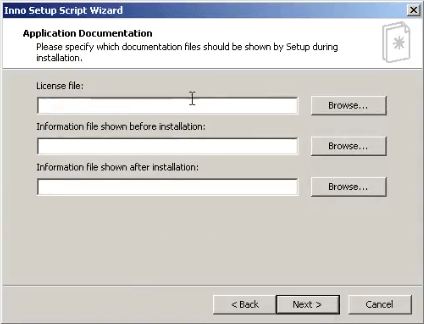 Inno Setup Script Wizard
Application Documentation
Please specify which documentation files should be shown by Setup during
installation.
License file:
Browse...
Information file shown before installation:
Browse...
Information file shown after installation:
Browse...
< Back
Next >
Cancel